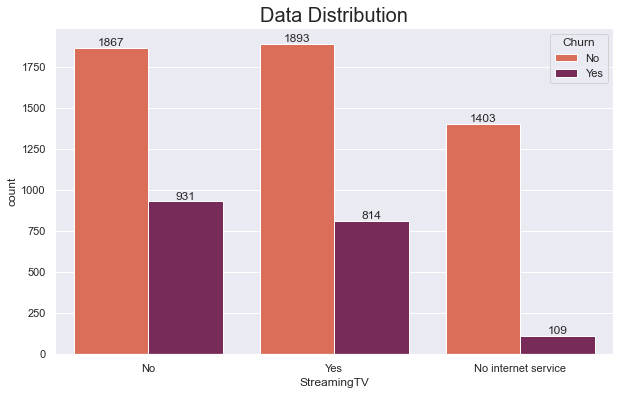 Data Distribution
Churn
No
Yes
1867
931
1893
814
1403
109
1750
1500
1250
1000
750
500
250
0
count
No
Yes
No internet service
StreamingTV